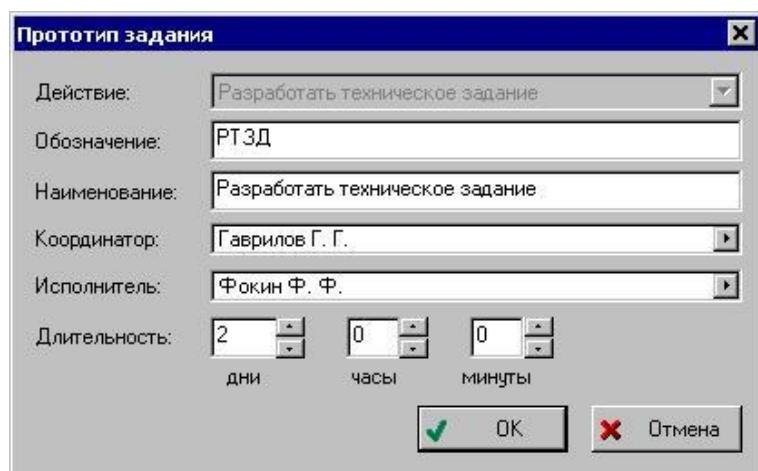 Прототип задания
Действие: Разработать техническое задание
Обозначение: РТЗД
Наименование: Разработать техническое задание
Координатор: Гаврилов Г. Г.
Исполнитель: Фокин Ф. Ф.
Длительность: 2 0 0
дни часы минуты
OK Отмена